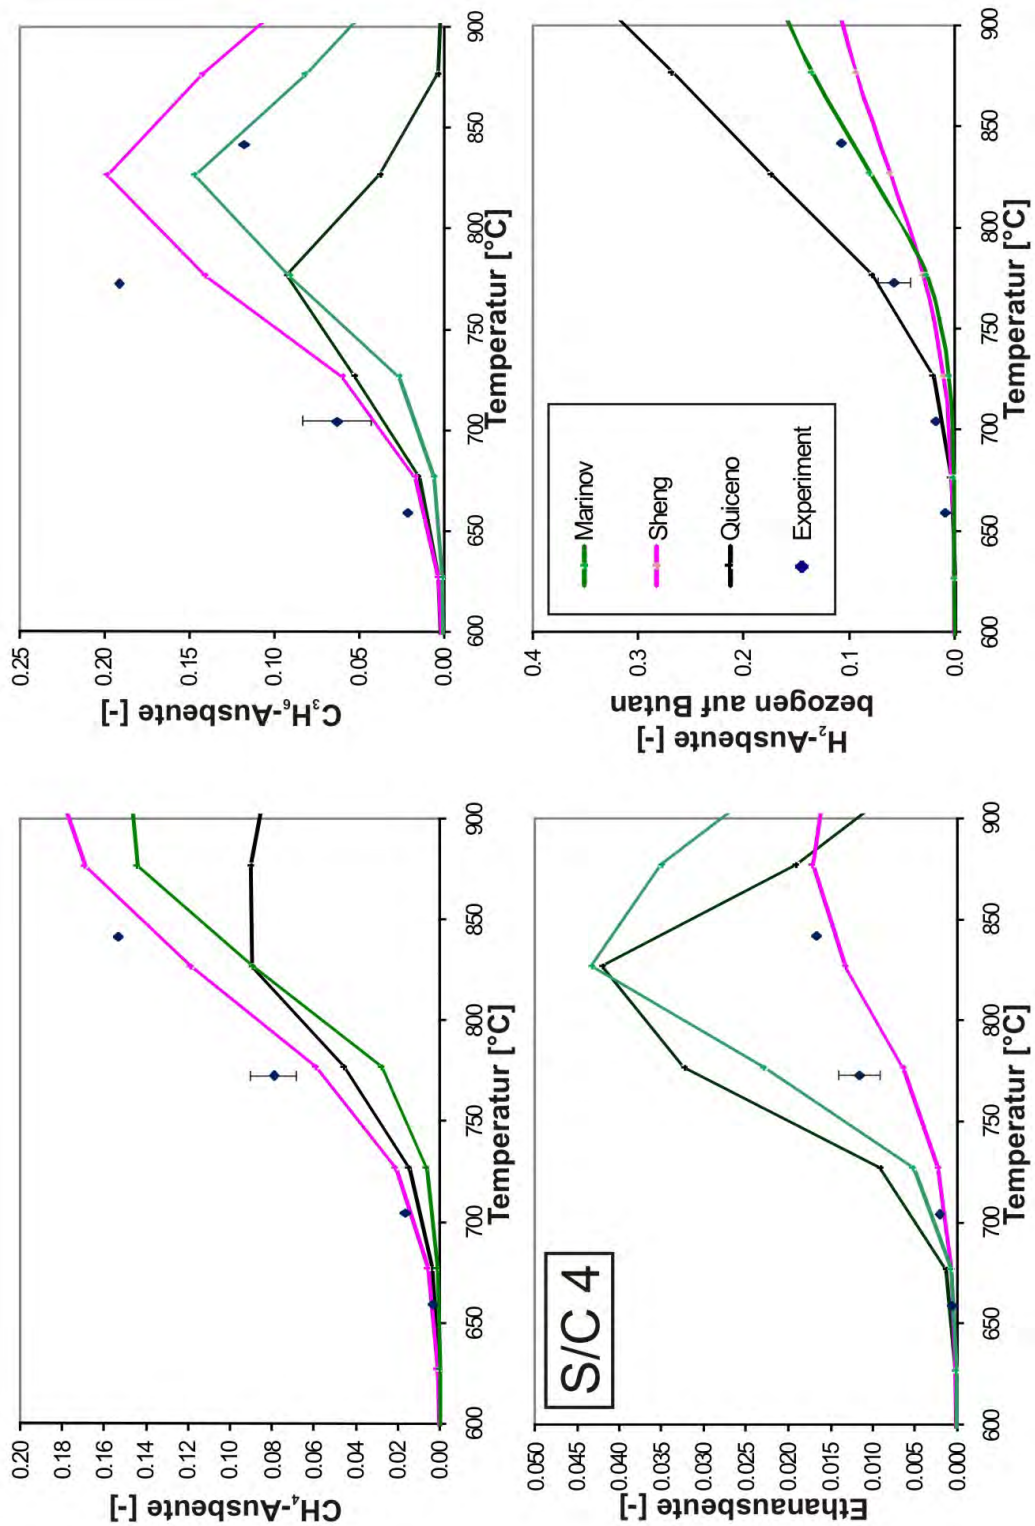 CH₄-Ausbeute [-]
0.20
0.18
0.16
0.14
0.12
0.10
0.08
0.06
0.04
0.02
0.00
600 650 700 750 800 850 900
Temperatur [°C]
C₃H₆-Ausbeute [-]
0.25
0.20
0.15
0.10
0.05
0.00
600 650 700 750 800 850 900
Temperatur [°C]
Ethanausbeute [-]
0.050
0.045
0.040
0.035
0.030
0.025
0.020
0.015
0.010
0.005
0.000
S/C 4
600 650 700 750 800 850 900
Temperatur [°C]
H₂-Ausbeute [-]
bezogen auf Butan
0.4
0.3
0.2
0.1
0.0
Marinov
Sheng
Quiceno
Experiment
600 650 700 750 800 850 900
Temperatur [°C]